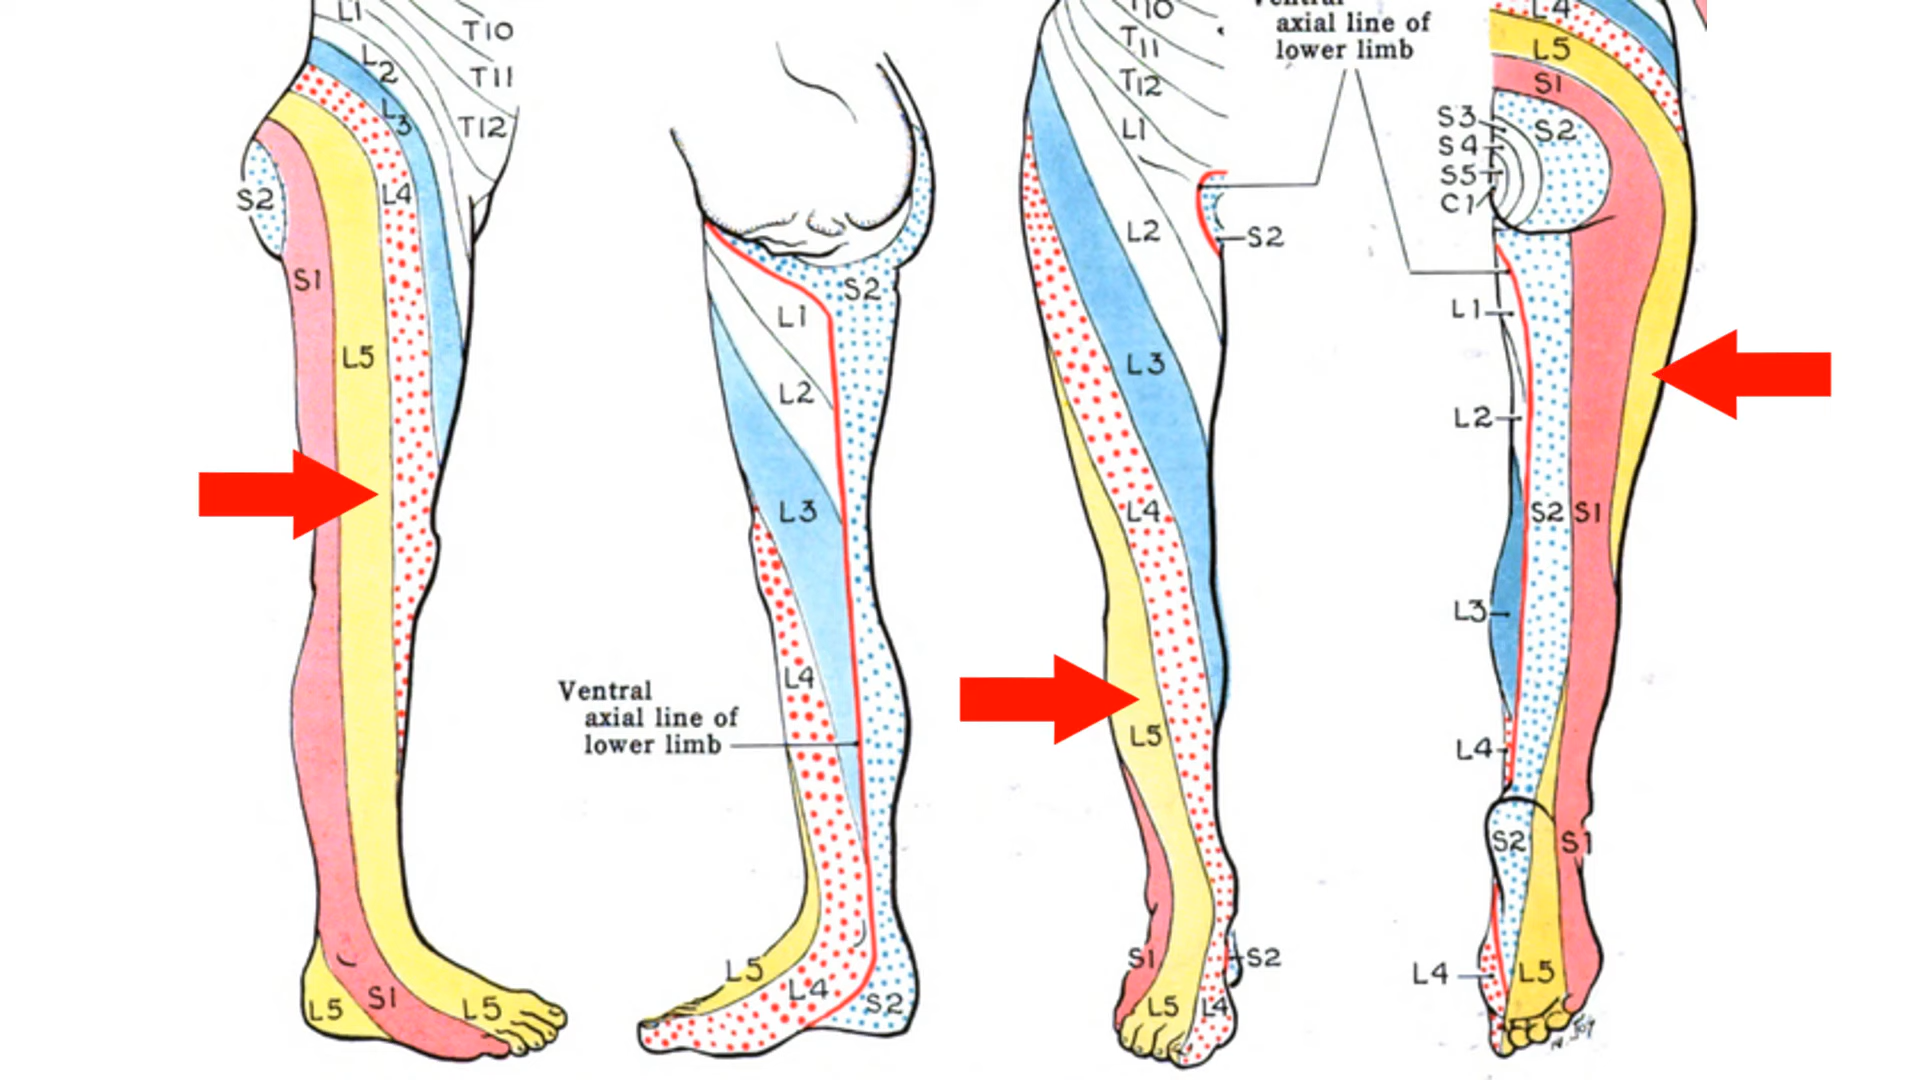 L1
T10
L2
T11
L3
T12
S2
L4
S1
L5
L5
S1
L5
S2
L1
L2
L3
L4
Ventral
axial line of
lower limb
L5
L4
S2
T10
T11
T12
L1
L2
S2
L3
L4
L5
S1
S2
L5
L4
Ventral
axial line of
lower limb
L4
L5
S1
S3
S2
S4
S5
C1
L1
L2
S2
S1
L3
L4
S2
S1
L4
L5